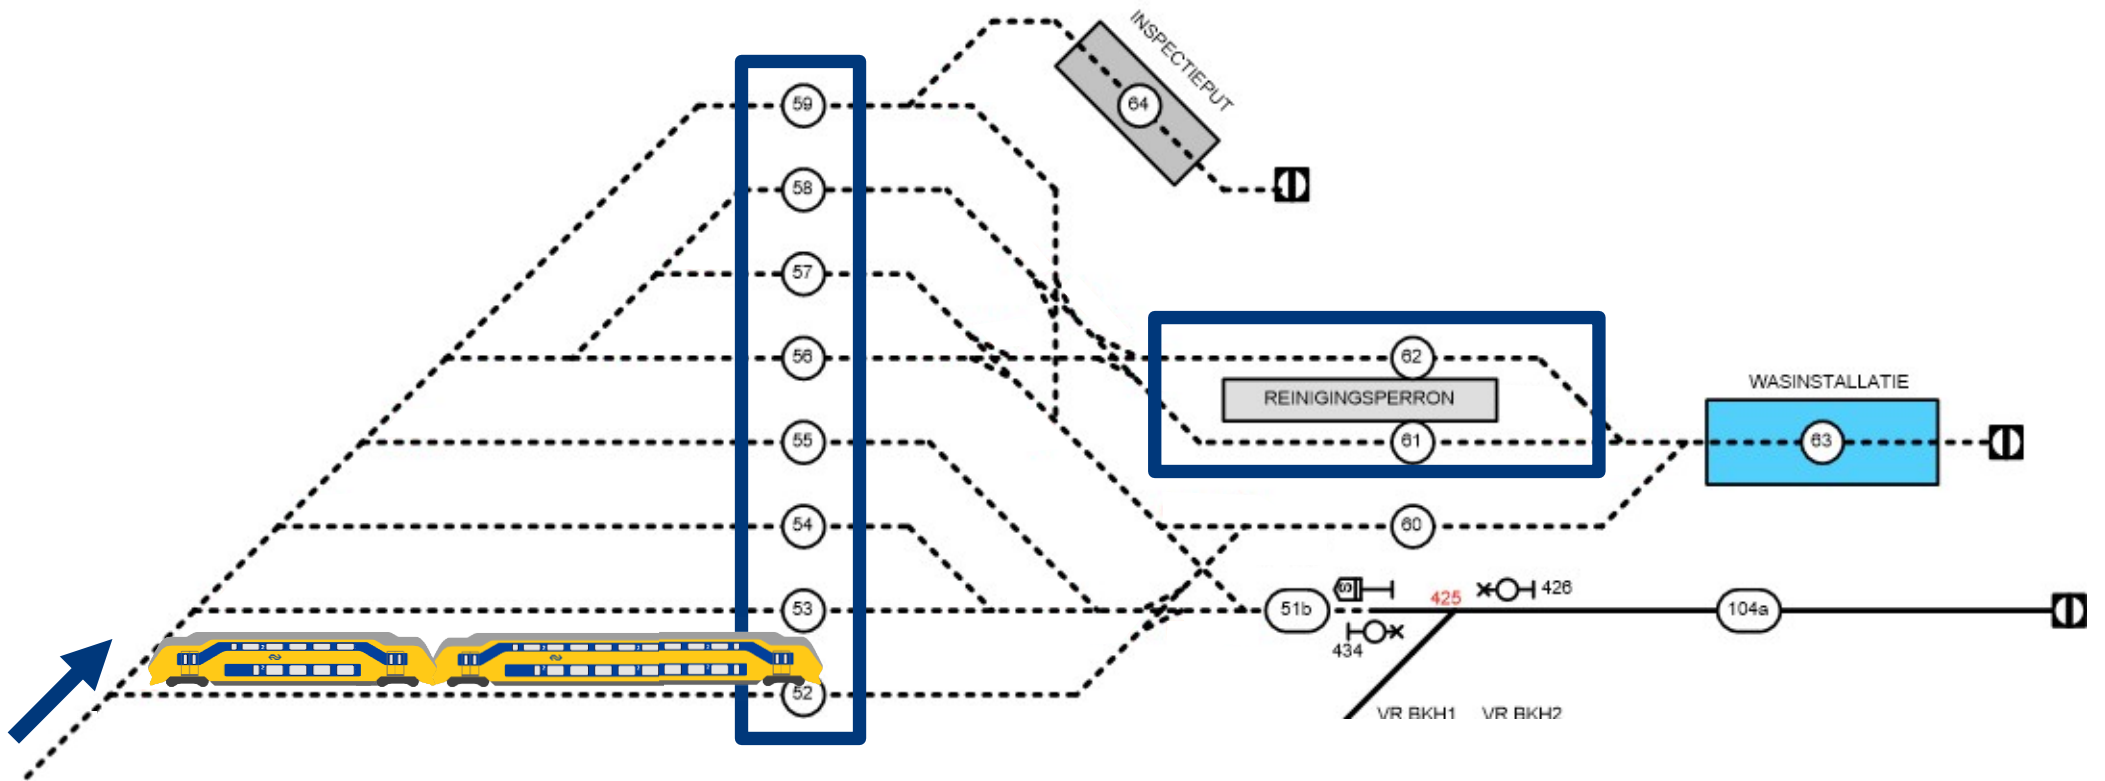 INSPECTIEPUT
59
64
58
57
56
62
WASINSTALLATIE
REINIGINGSPERRON
55
61
63
54
60
53
51b
S
425
426
104a
434
52
VR BKH1 VR BKH2